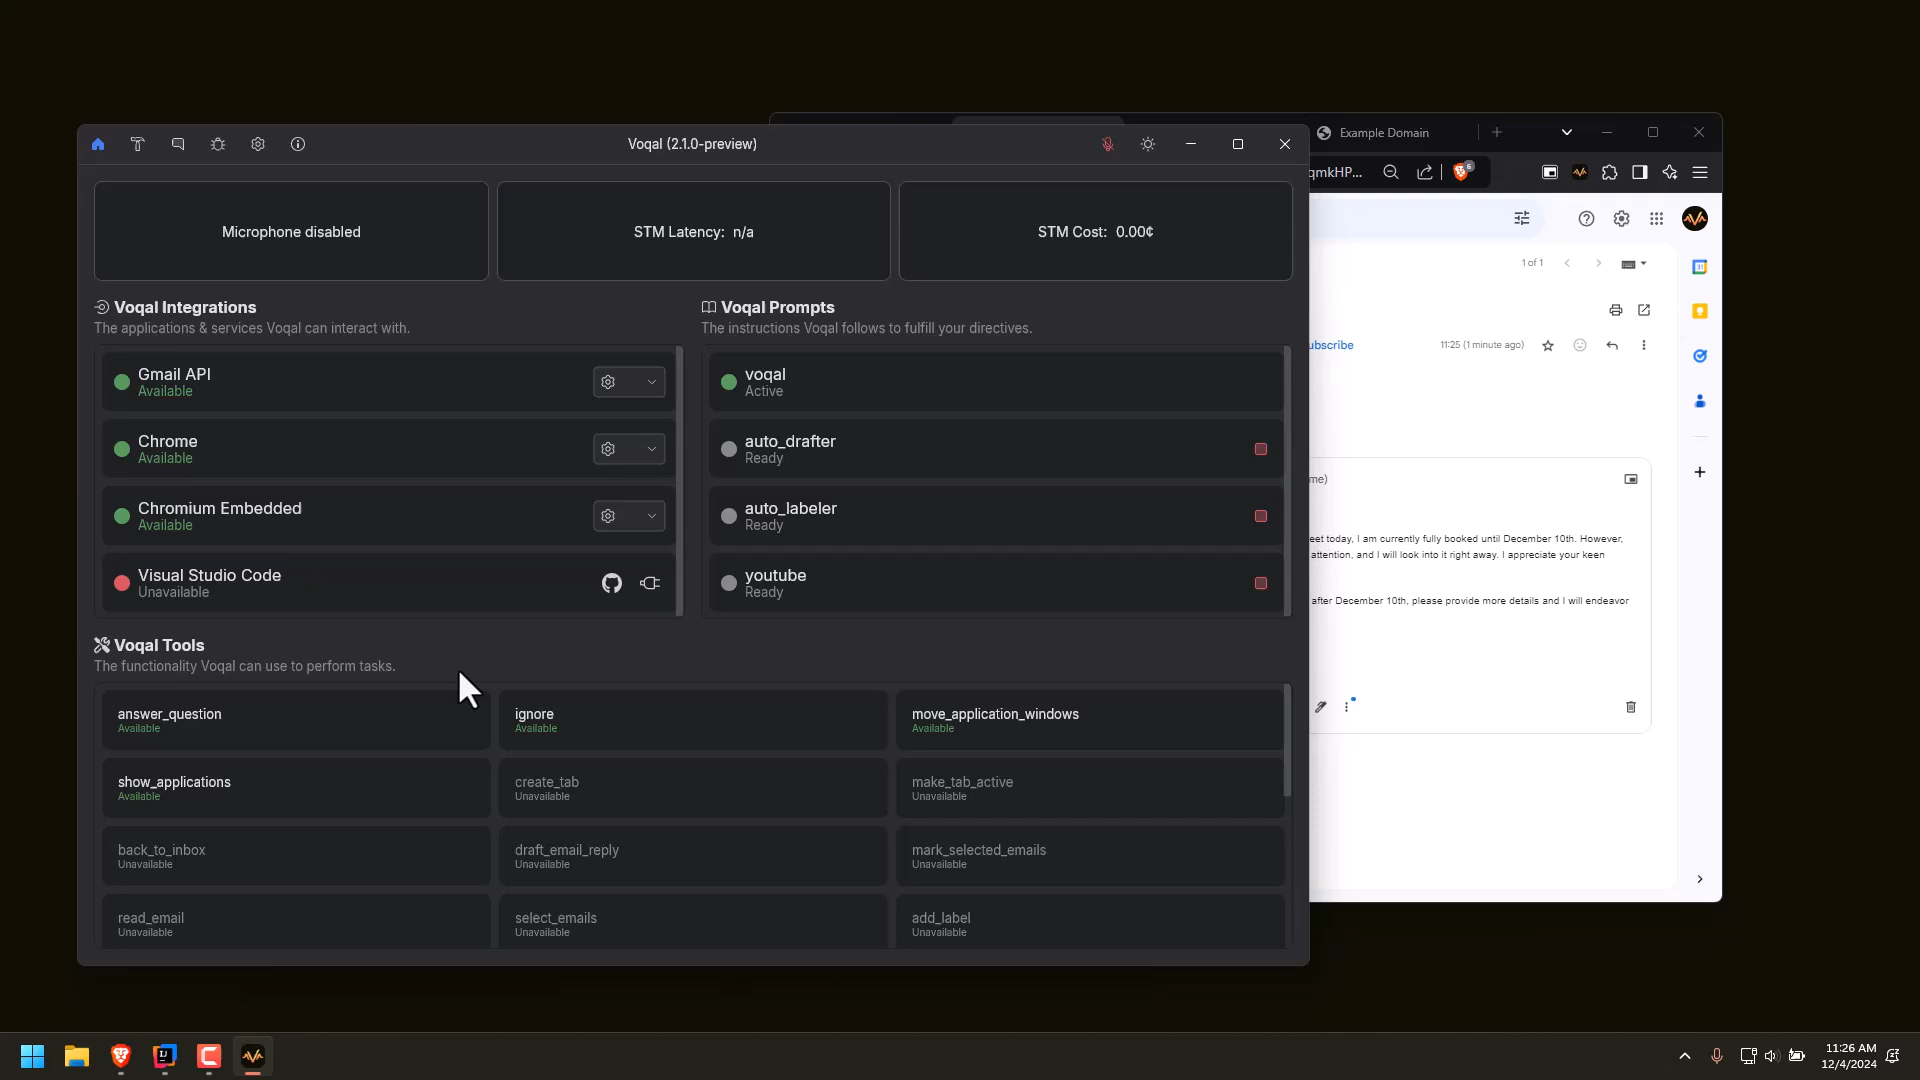 Voqal (2.1.0-preview)
Example Domain
qmkHP...
6
Microphone disabled
STM Latency: n/a
STM Cost: 0.00¢
1 of 1
Voqal Integrations
The applications & services Voqal can interact with.
Voqal Prompts
The instructions Voqal follows to fulfill your directives.
ubscribe
11:25 (1 minute ago)
Gmail API
Available
voqal
Active
Chrome
Available
auto_drafter
Ready
me)
Chromium Embedded
Available
auto_labeler
Ready
eet today, I am currently fully booked until December 10th. However,
attention, and I will look into it right away. I appreciate your keen
Visual Studio Code
Unavailable
youtube
Ready
after December 10th, please provide more details and I will endeavor
Voqal Tools
The functionality Voqal can use to perform tasks.
answer_question
Available
ignore
Available
move_application_windows
Available
show_applications
Available
create_tab
Unavailable
make_tab_active
Unavailable
back_to_inbox
Unavailable
draft_email_reply
Unavailable
mark_selected_emails
Unavailable
read_email
Unavailable
select_emails
Unavailable
add_label
Unavailable
11:26 AM
12/4/2024